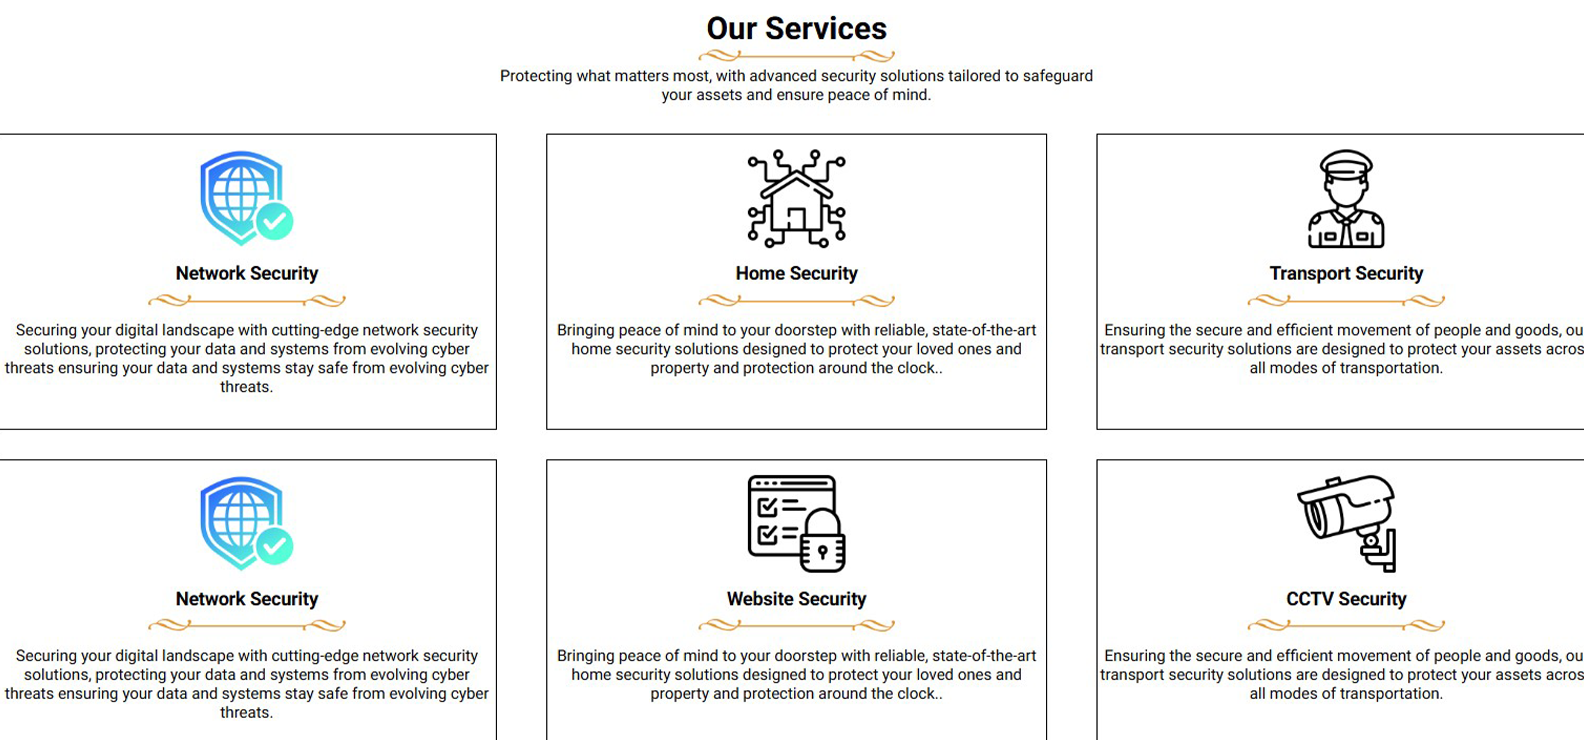 Our Services
Protecting what matters most, with advanced security solutions tailored to safeguard
your assets and ensure peace of mind.
Network Security
Securing your digital landscape with cutting-edge network security
solutions, protecting your data and systems from evolving cyber
threats ensuring your data and systems stay safe from evolving cyber
threats.
Home Security
Bringing peace of mind to your doorstep with reliable, state-of-the-art
home security solutions designed to protect your loved ones and
property and protection around the clock..
Transport Security
Ensuring the secure and efficient movement of people and goods, ou
transport security solutions are designed to protect your assets acros
all modes of transportation.
Network Security
Securing your digital landscape with cutting-edge network security
solutions, protecting your data and systems from evolving cyber
threats ensuring your data and systems stay safe from evolving cyber
threats.
Website Security
Bringing peace of mind to your doorstep with reliable, state-of-the-art
home security solutions designed to protect your loved ones and
property and protection around the clock..
CCTV Security
Ensuring the secure and efficient movement of people and goods, ou
transport security solutions are designed to protect your assets acros
all modes of transportation.